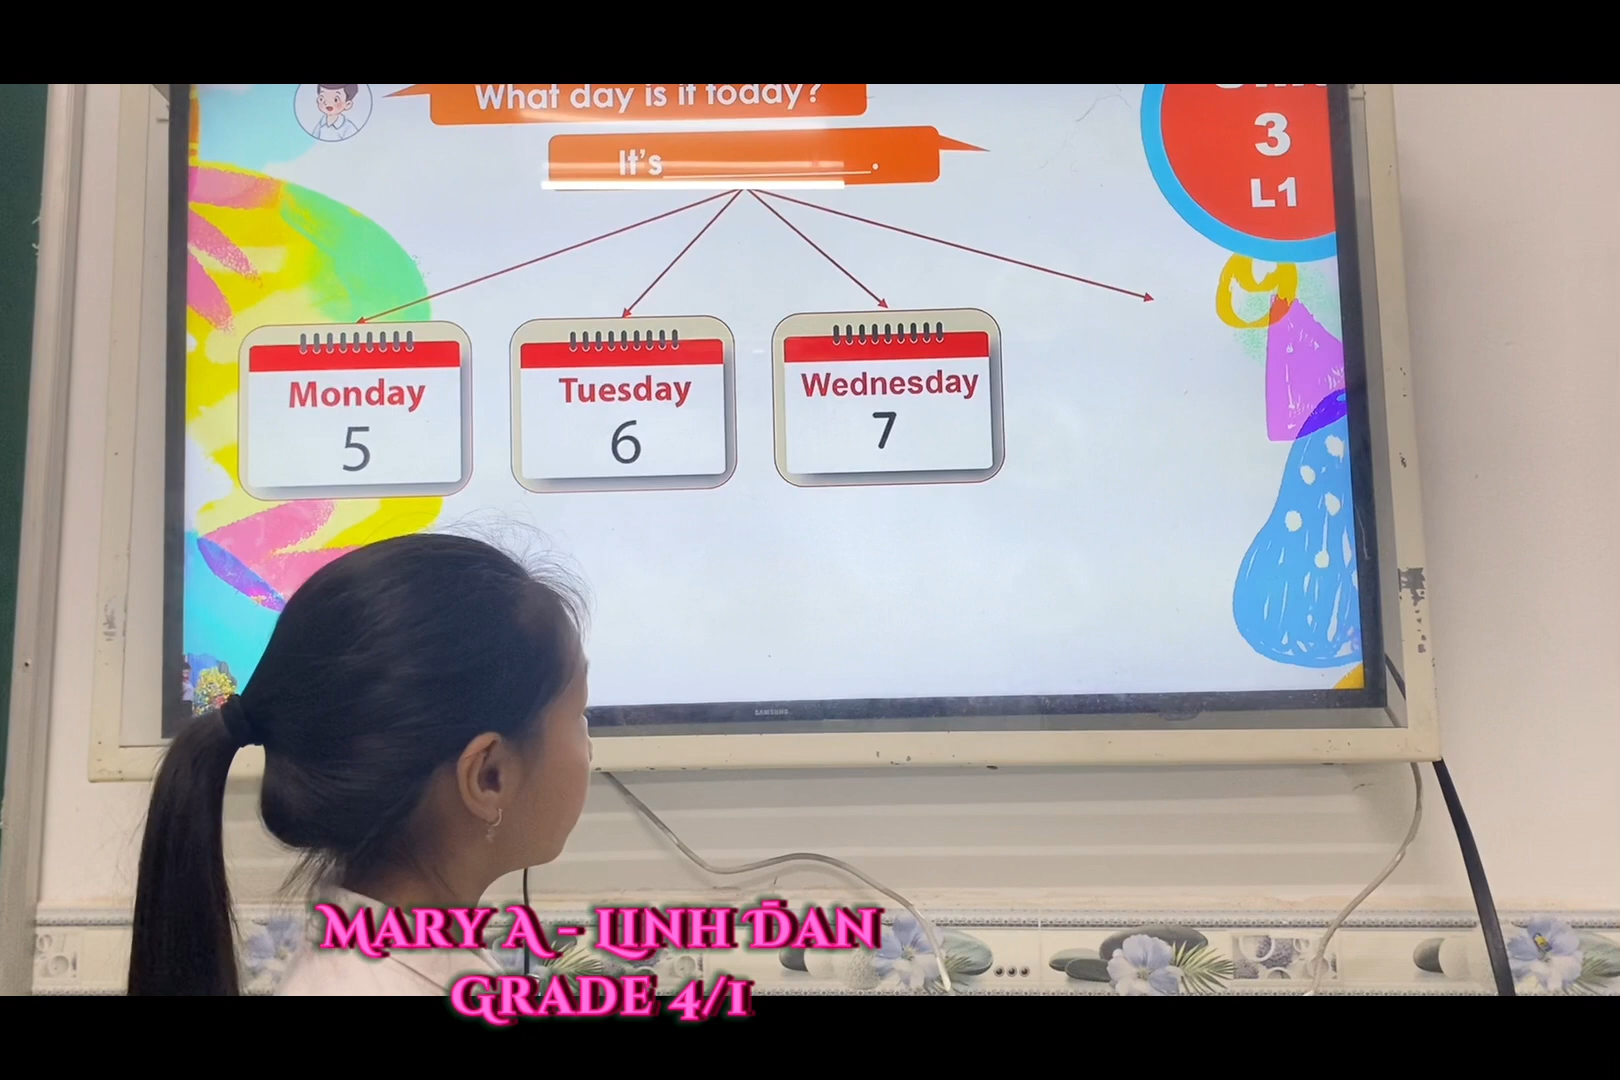 What day is it today?
It's ____________.
3
L1
Monday
5
Tuesday
6
Wednesday
7
SAMSUNG
MARY A - LINH ĐAN
GRADE 4/1